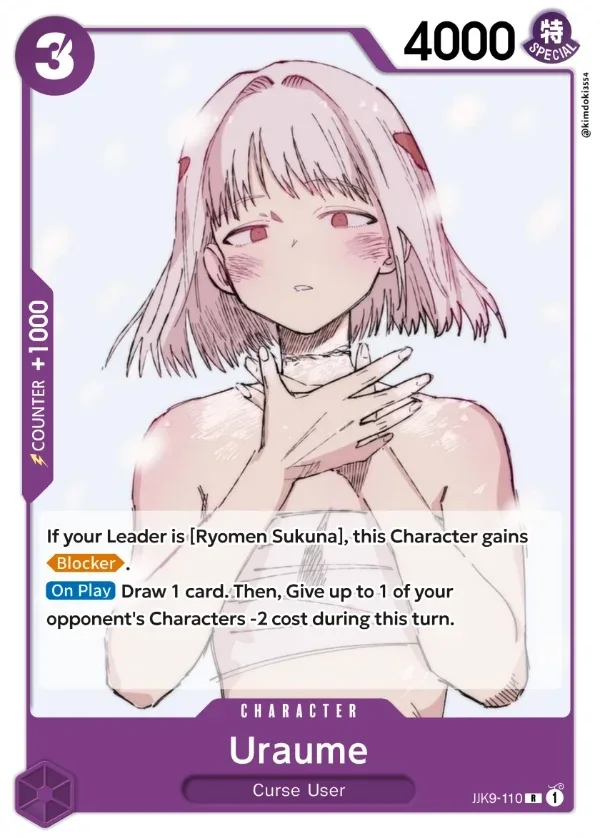 3
4000
特
SPECIAL
@kimdoki3554
COUNTER +1000
If your Leader is [Ryomen Sukuna], this Character gains
Blocker.
On Play Draw 1 card. Then, Give up to 1 of your
opponent's Characters -2 cost during this turn.
CHARACTER
Uraume
Curse User
JJK9-110 R 1